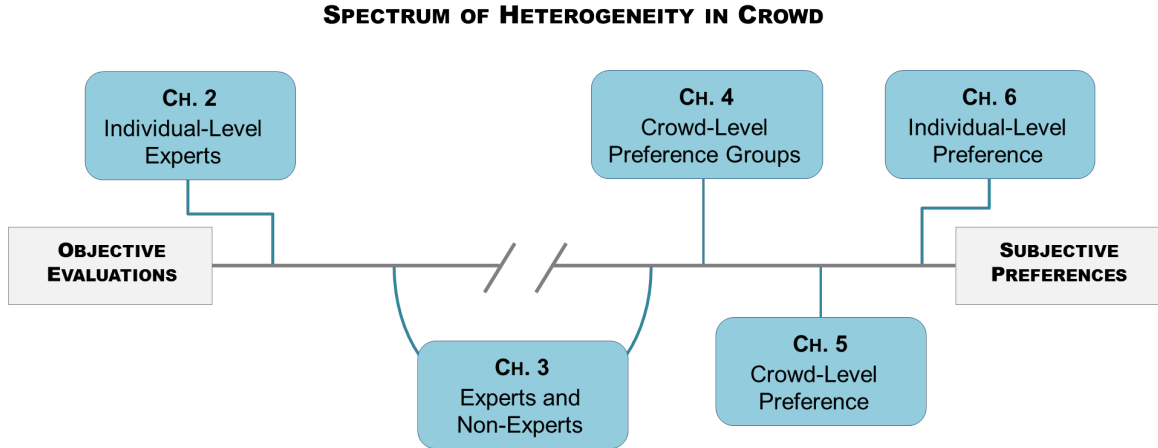 SPECTRUM OF HETEROGENEITY IN CROWD
CH. 2
Individual-Level
Experts
CH. 4
Crowd-Level
Preference Groups
CH. 6
Individual-Level
Preference
OBJECTIVE
EVALUATIONS
SUBJECTIVE
PREFERENCES
CH. 3
Experts and
Non-Experts
CH. 5
Crowd-Level
Preference